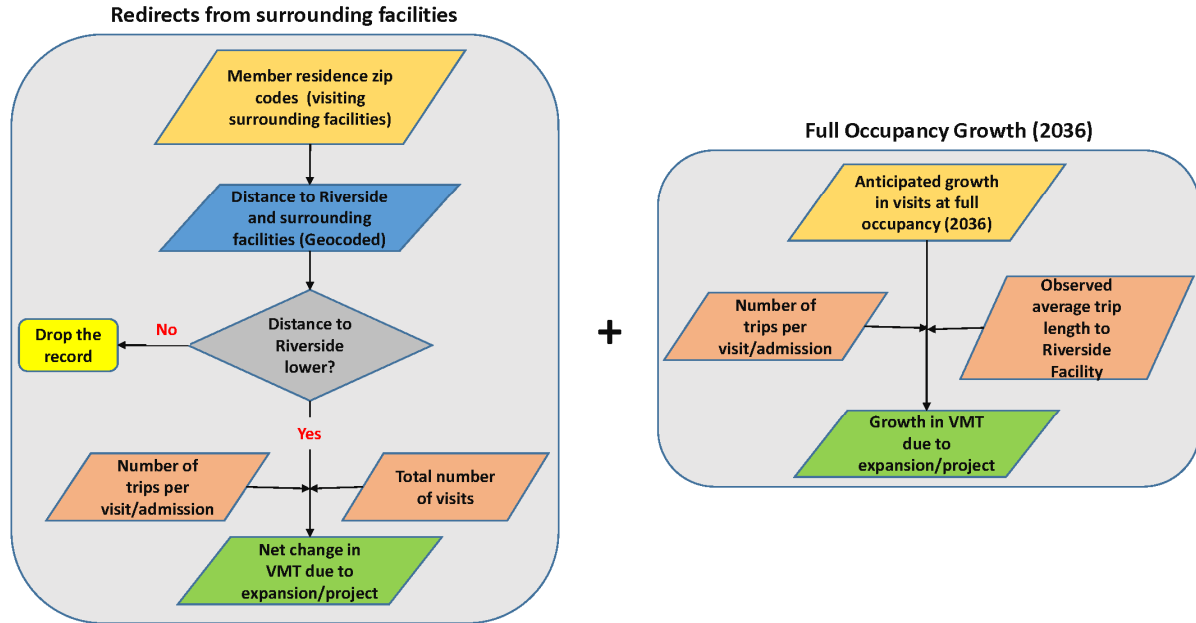 Redirects from surrounding facilities
Member residence zip
codes (visiting
surrounding facilities)
Distance to Riverside
and surrounding
facilities (Geocoded)
Distance to
Riverside
lower?
No
Drop the
record
Yes
Number of
trips per
visit/admission
Total number
of visits
Net change in
VMT due to
expansion/project
+
Full Occupancy Growth (2036)
Anticipated growth
in visits at full
occupancy (2036)
Number of
trips per
visit/admission
Observed
average trip
length to
Riverside
Facility
Growth in VMT
due to
expansion/project